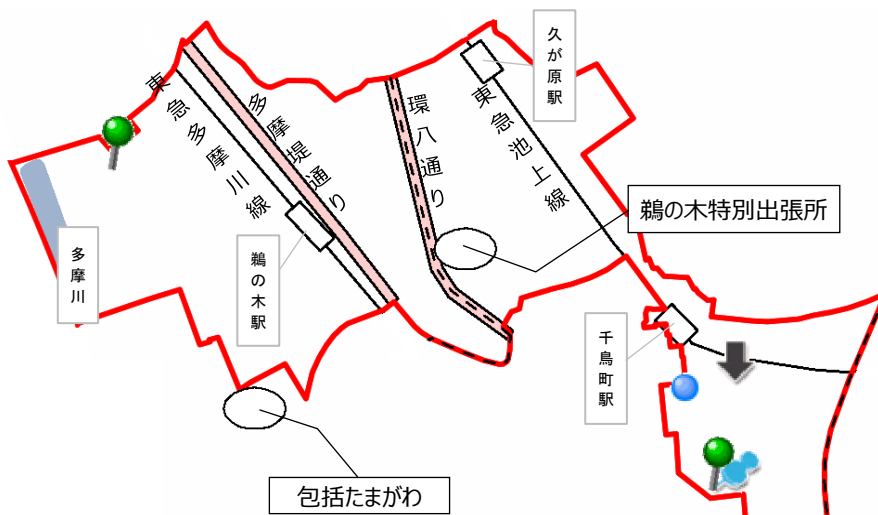 久が原駅
東急多摩川線
多摩堤通り
環八通り
東急池上線
鵜の木特別出張所
多摩川
鵜の木駅
千鳥町駅
包括たまがわ